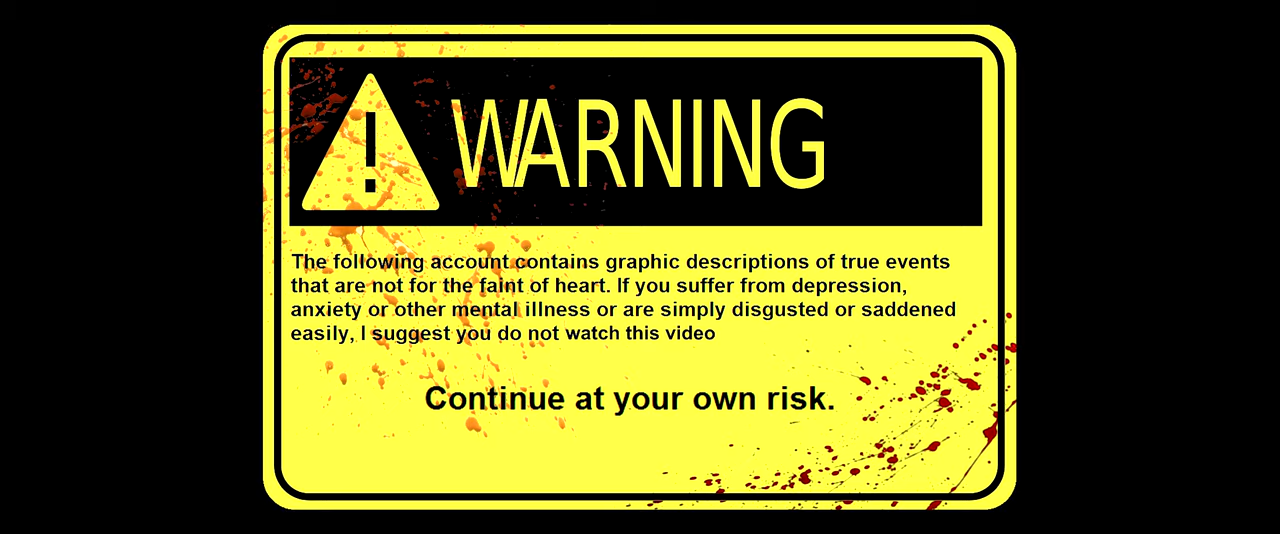 ! WARNING
The following account contains graphic descriptions of true events
that are not for the faint of heart. If you suffer from depression,
anxiety or other mental illness or are simply disgusted or saddened
easily, I suggest you do not watch this video
Continue at your own risk.